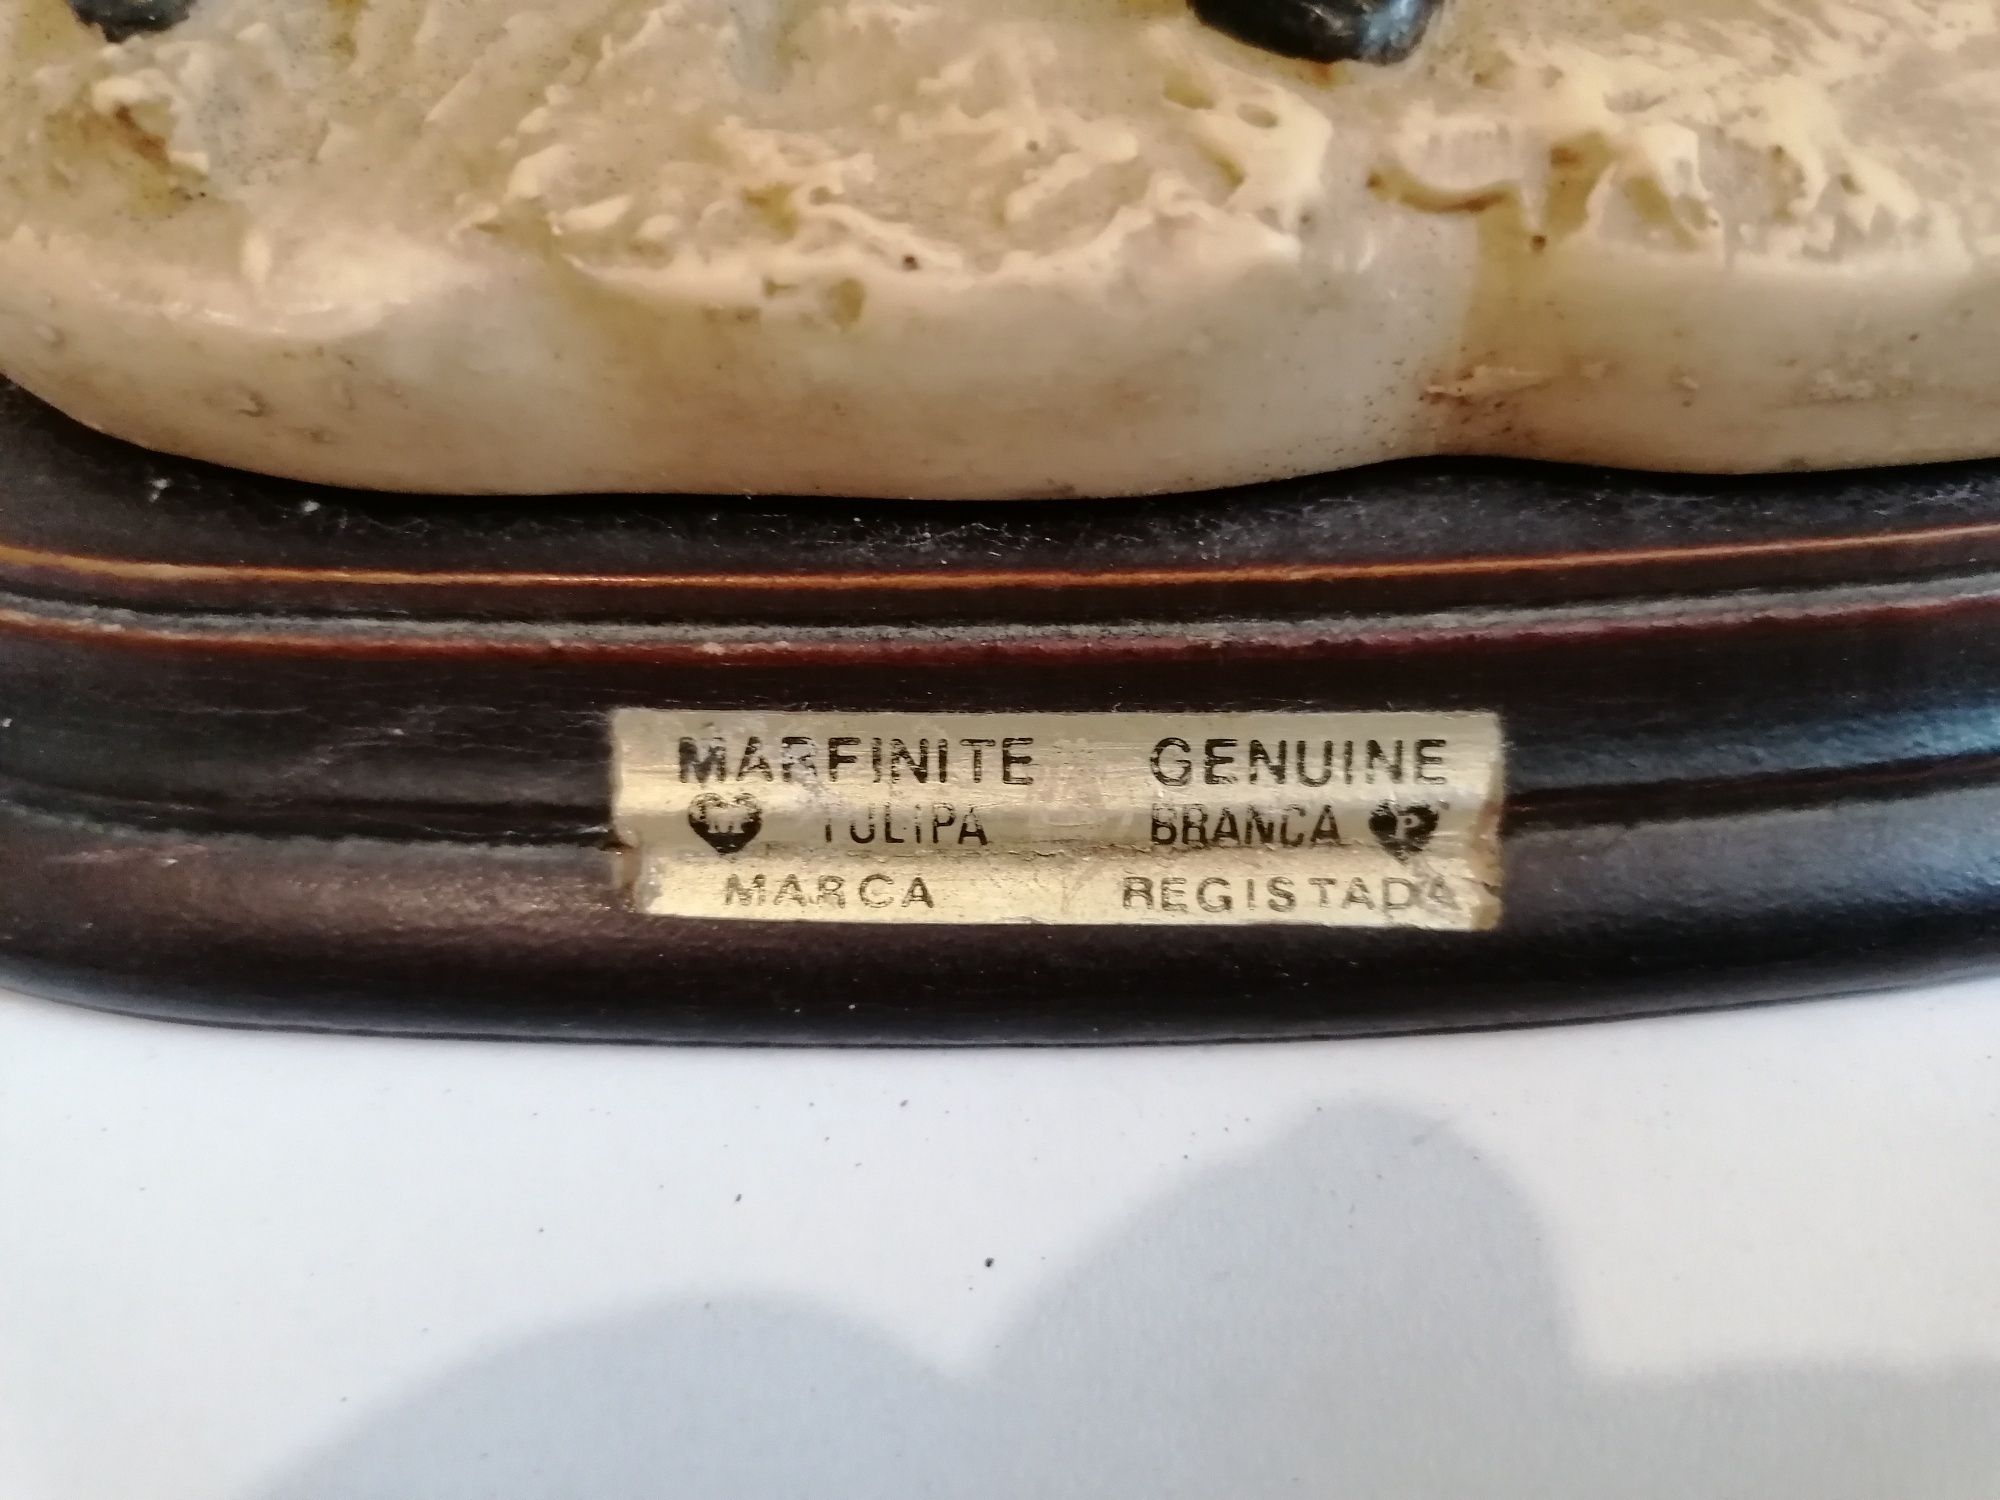 MARFINITE GENUINE
M TULIPA BRANCA P
MARCA REGISTADA